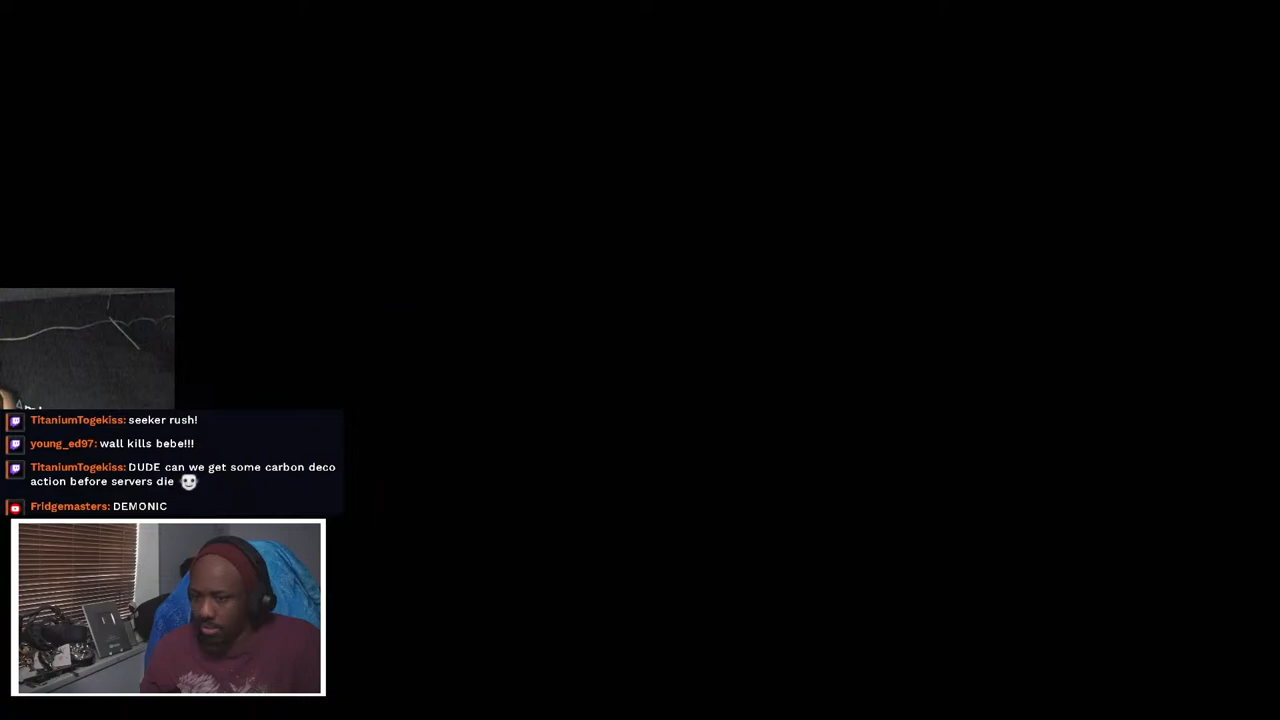 TitaniumTogekiss: seeker rush!
young_ed97: wall kills bebe!!!
TitaniumTogekiss: DUDE can we get some carbon deco
action before servers die
Fridgemasters: DEMONIC